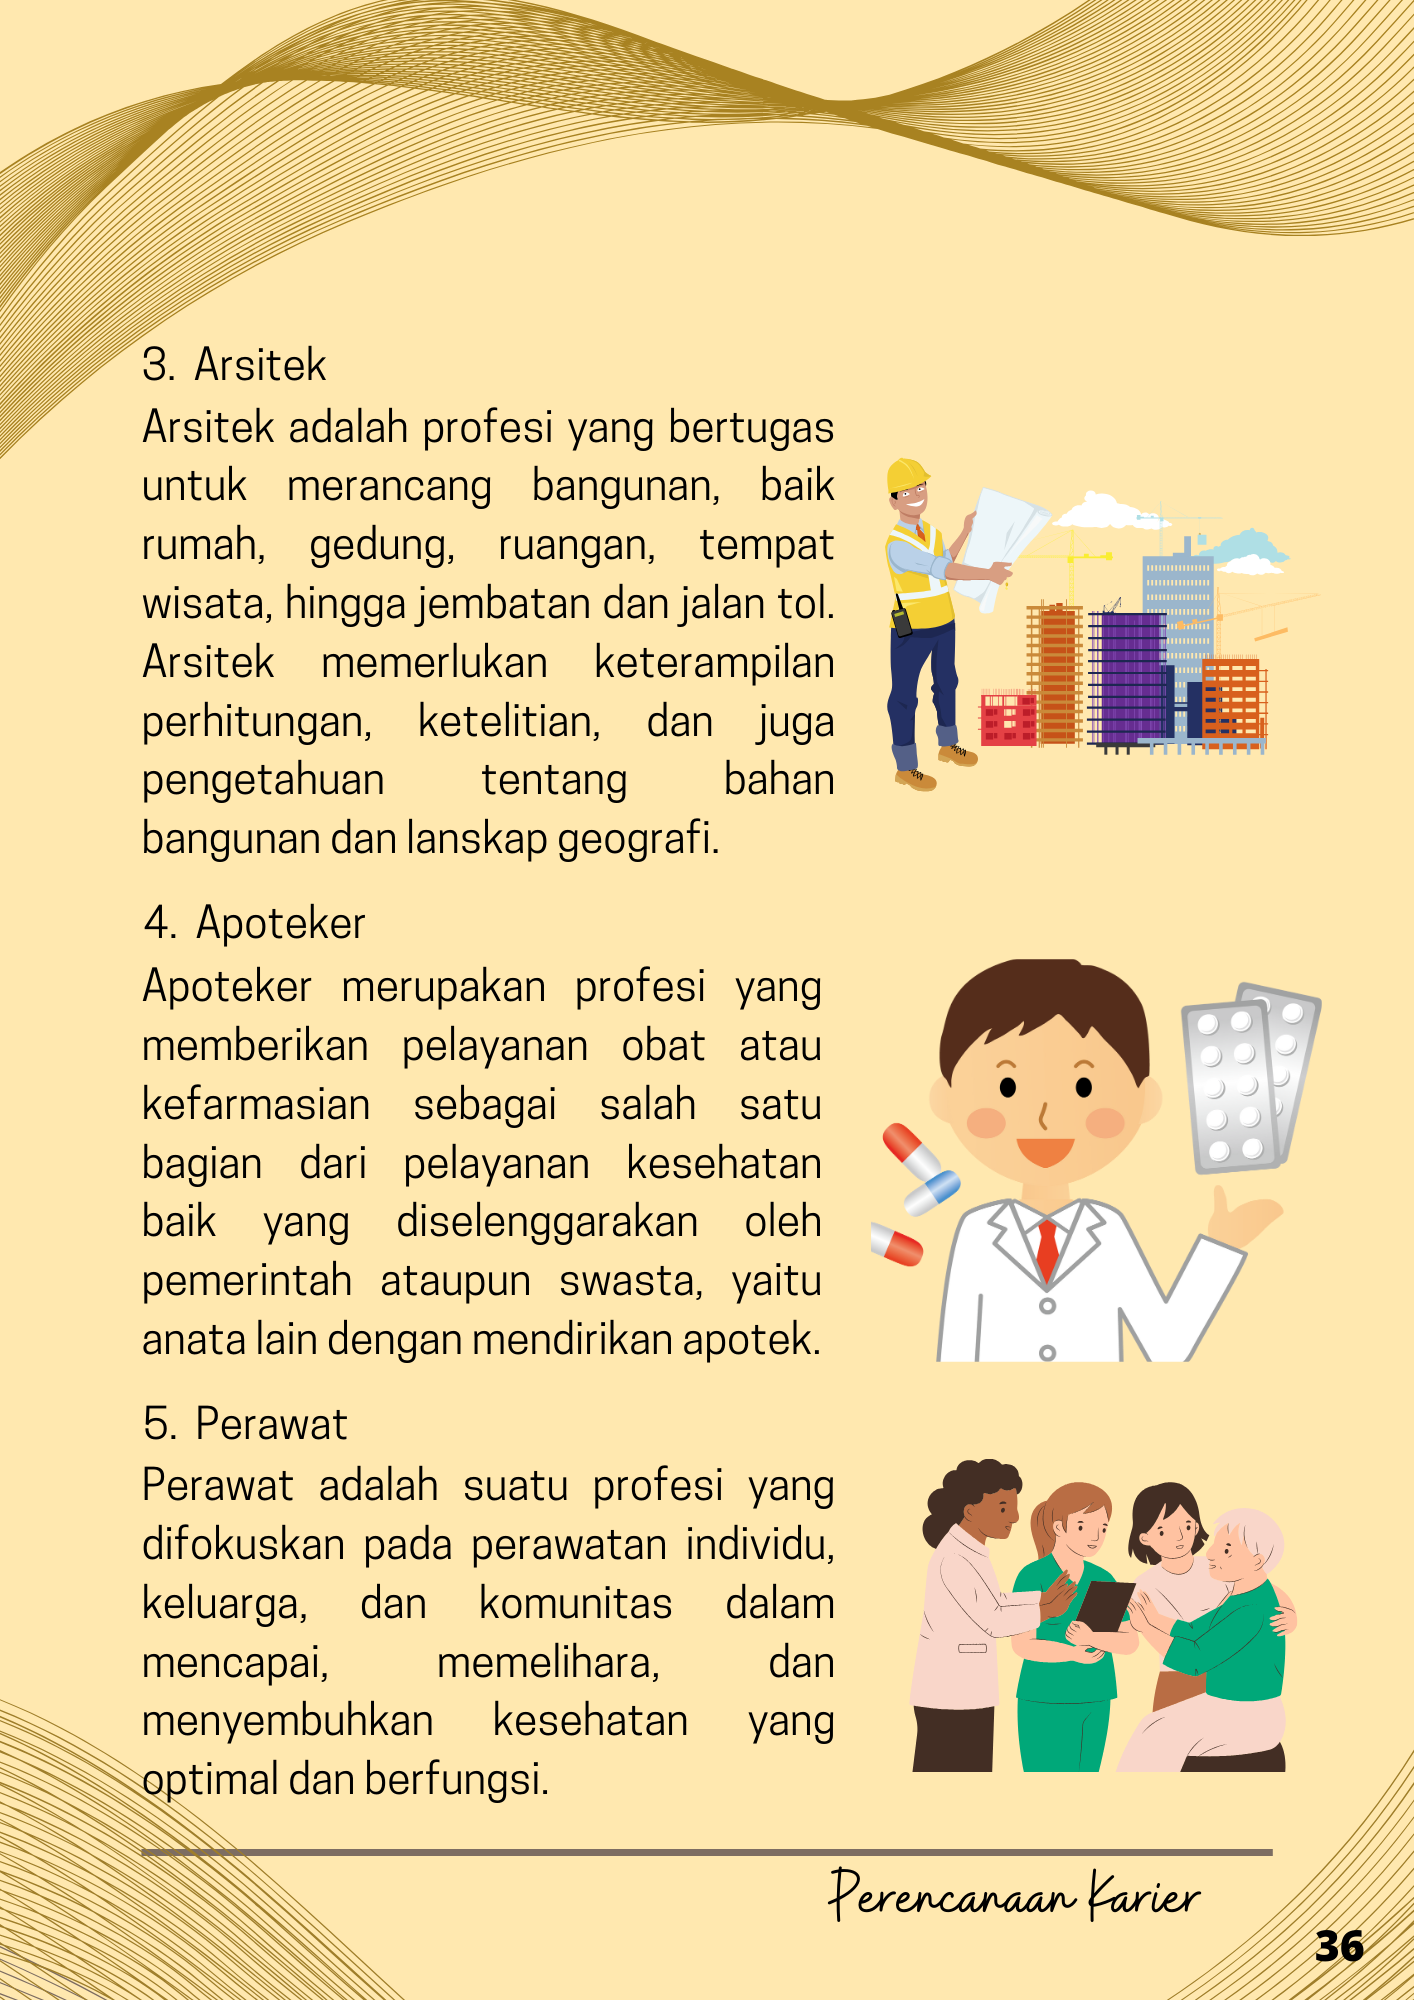 3. Arsitek
Arsitek adalah profesi yang bertugas
untuk merancang bangunan, baik
rumah, gedung, ruangan, tempat
wisata, hingga jembatan dan jalan tol.
Arsitek memerlukan keterampilan
perhitungan, ketelitian, dan juga
pengetahuan tentang bahan
bangunan dan lanskap geografi.
4. Apoteker
Apoteker merupakan profesi yang
memberikan pelayanan obat atau
kefarmasian sebagai salah satu
bagian dari pelayanan kesehatan
baik yang diselenggarakan oleh
pemerintah ataupun swasta, yaitu
anata lain dengan mendirikan apotek.
5. Perawat
Perawat adalah suatu profesi yang
difokuskan pada perawatan individu,
keluarga, dan komunitas dalam
mencapai, memelihara, dan
menyembuhkan kesehatan yang
optimal dan berfungsi.
Perencanaan Karier
36